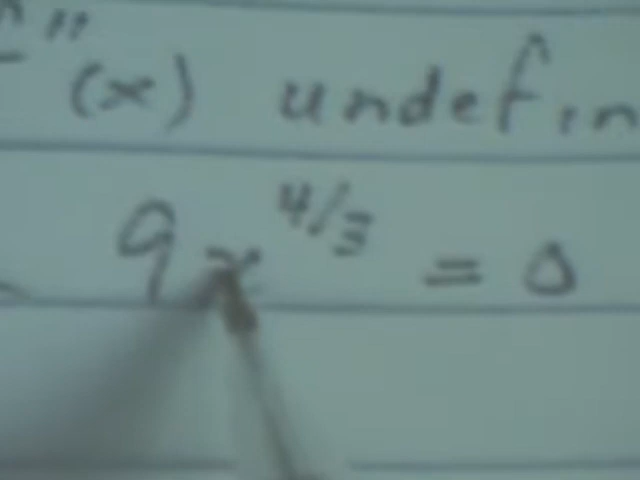 f"(x) undefin
9x^{4/3} = 0